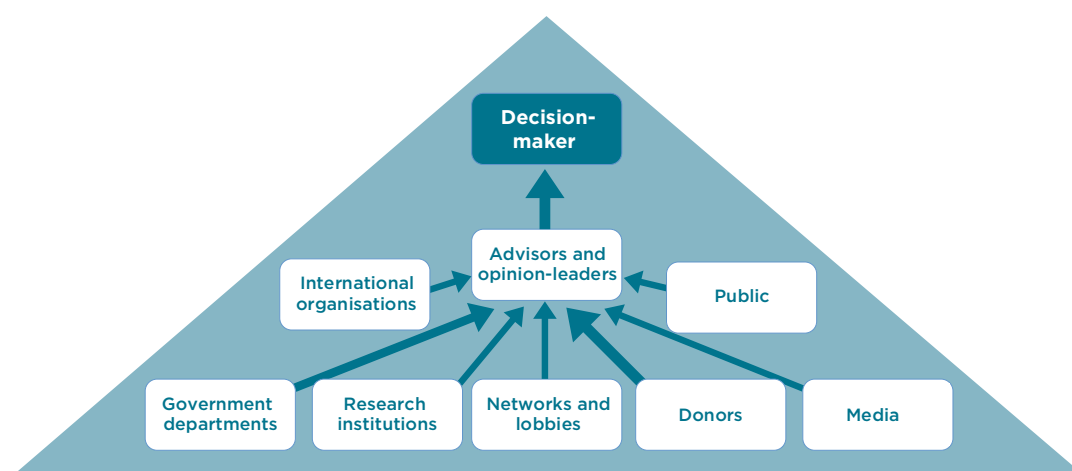 Decision-
maker
Advisors and
opinion-leaders
International
organisations
Public
Government
departments
Research
institutions
Networks and
lobbies
Donors
Media